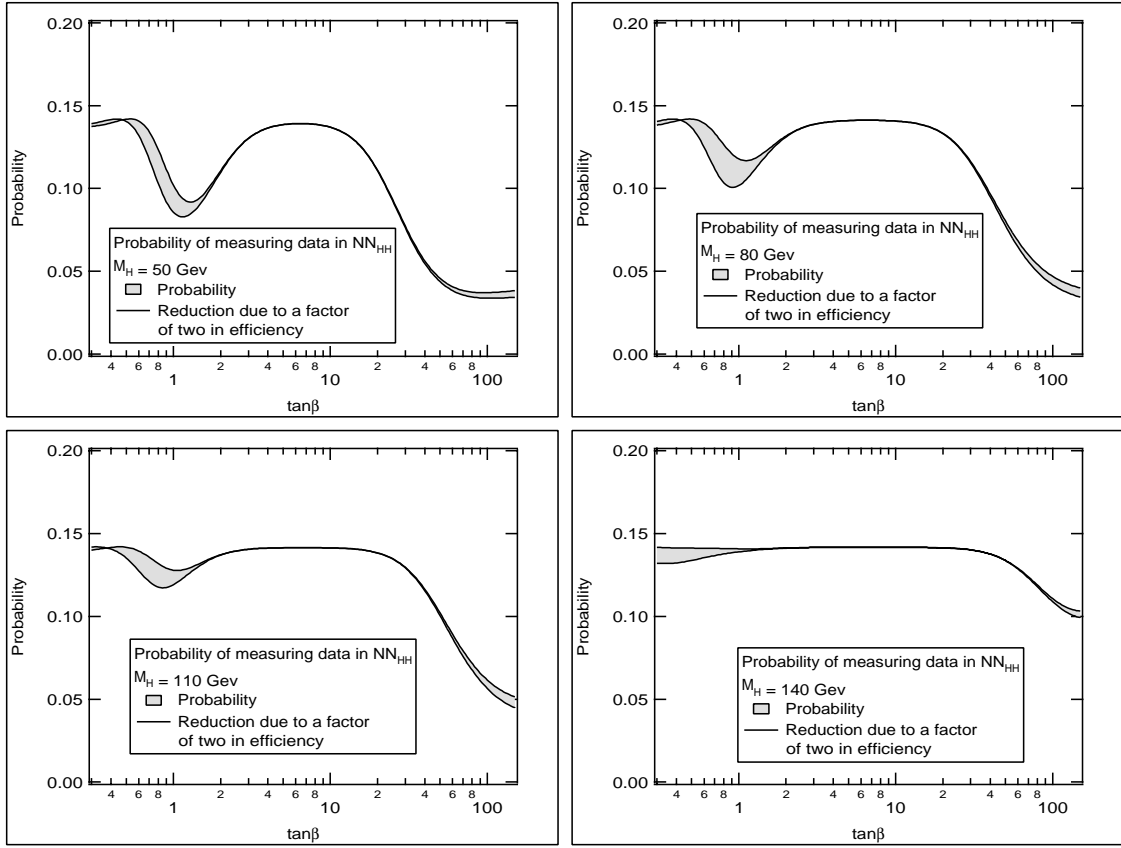 0.20
0.15
0.10
0.05
0.00
Probability
Probability of measuring data in NN_HH
M_H = 50 Gev
Probability
Reduction due to a factor
of two in efficiency
4 6 8 1 2 4 6 8 10 2 4 6 8 100
tanβ
0.20
0.15
0.10
0.05
0.00
Probability
Probability of measuring data in NN_HH
M_H = 80 Gev
Probability
Reduction due to a factor
of two in efficiency
4 6 8 1 2 4 6 8 10 2 4 6 8 100
tanβ
0.20
0.15
0.10
0.05
0.00
Probability
Probability of measuring data in NN_HH
M_H = 110 Gev
Probability
Reduction due to a factor
of two in efficiency
4 6 8 1 2 4 6 8 10 2 4 6 8 100
tanβ
0.20
0.15
0.10
0.05
0.00
Probability
Probability of measuring data in NN_HH
M_H = 140 Gev
Probability
Reduction due to a factor
of two in efficiency
4 6 8 1 2 4 6 8 10 2 4 6 8 100
tanβ